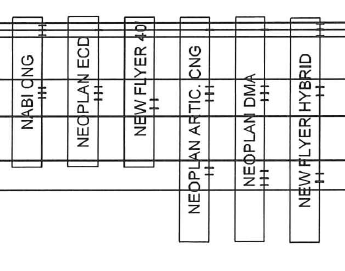 NABI CNG
NEOPLAN ECD
NEW FLYER 40'
NEOPLAN ARTIC. CNG
NEOPLAN DMA
NEW FLYER HYBRID